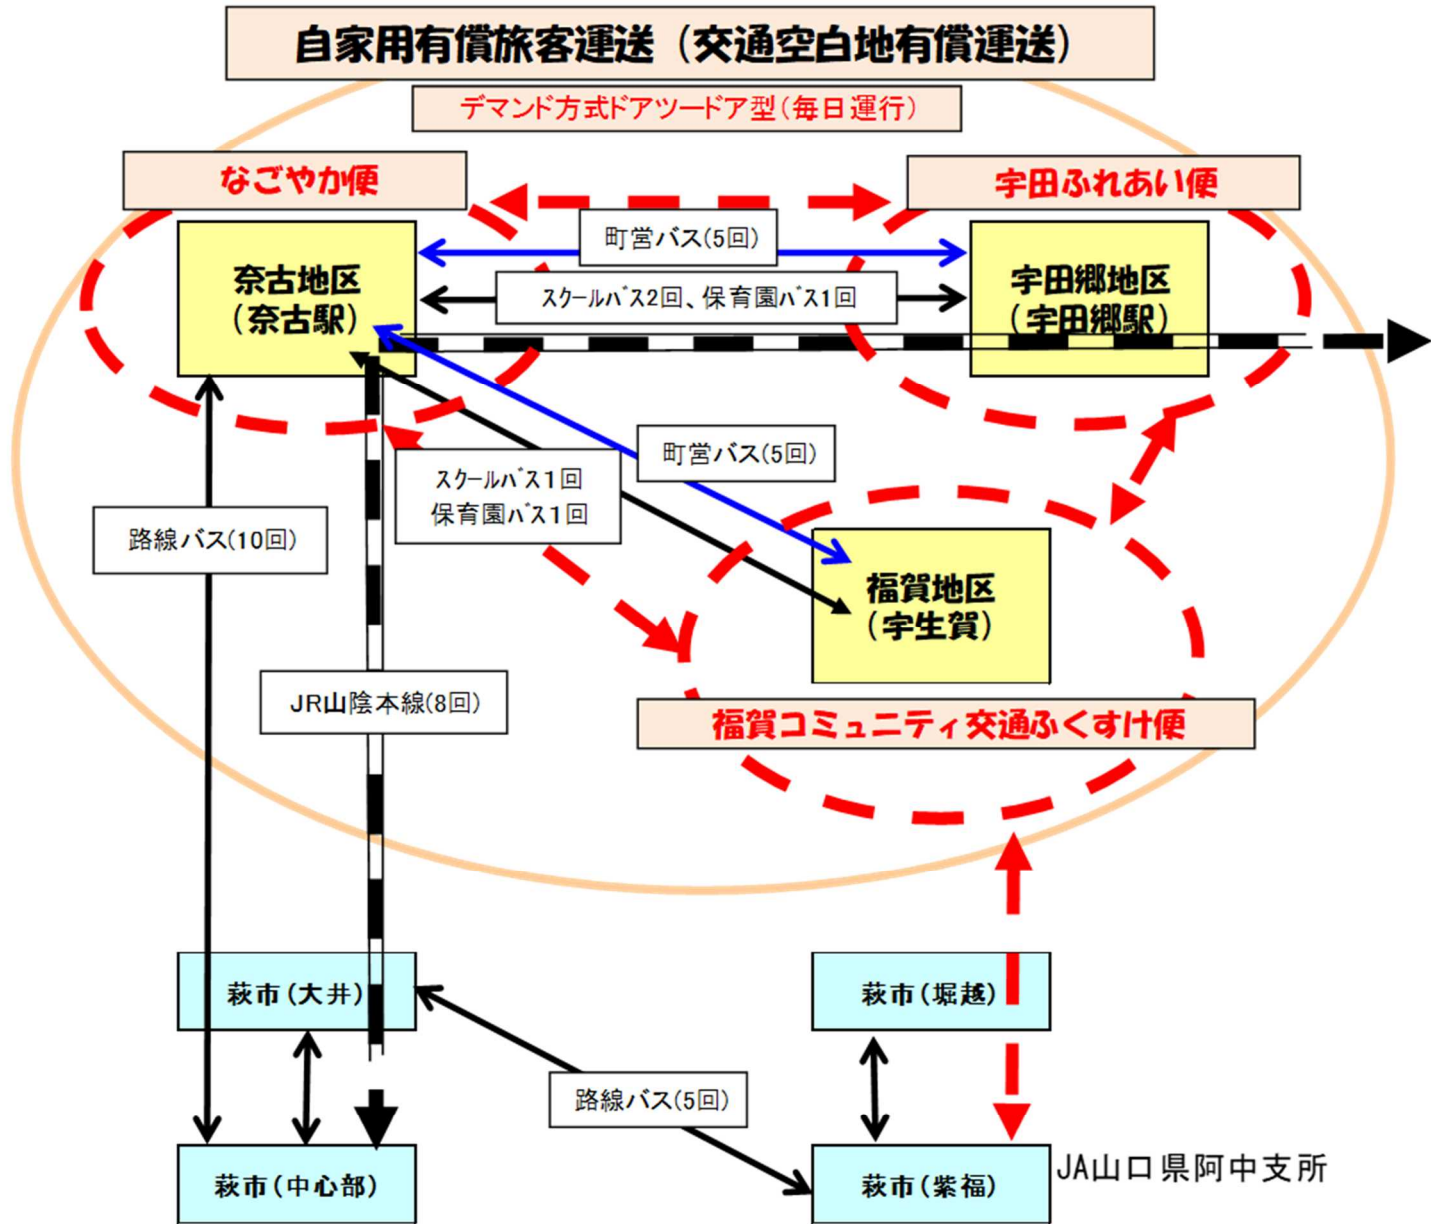 自家用有償旅客運送（交通空白地有償運送）
デマンド方式ドアツードア型（毎日運行）
なごやか便
宇田ふれあい便
町営バス(5回)
奈古地区
（奈古駅）
スクールﾊﾞｽ2回、保育園ﾊﾞｽ1回
宇田郷地区
（宇田郷駅）
町営バス(5回)
スクールﾊﾞｽ１回
保育園ﾊﾞｽ１回
路線バス(10回)
福賀地区
（宇生賀）
JR山陰本線(8回)
福賀コミュニティ交通ふくすけ便
萩市（大井）
萩市（堀越）
路線バス(5回)
萩市（中心部）
萩市（紫福）
JA山口県阿中支所